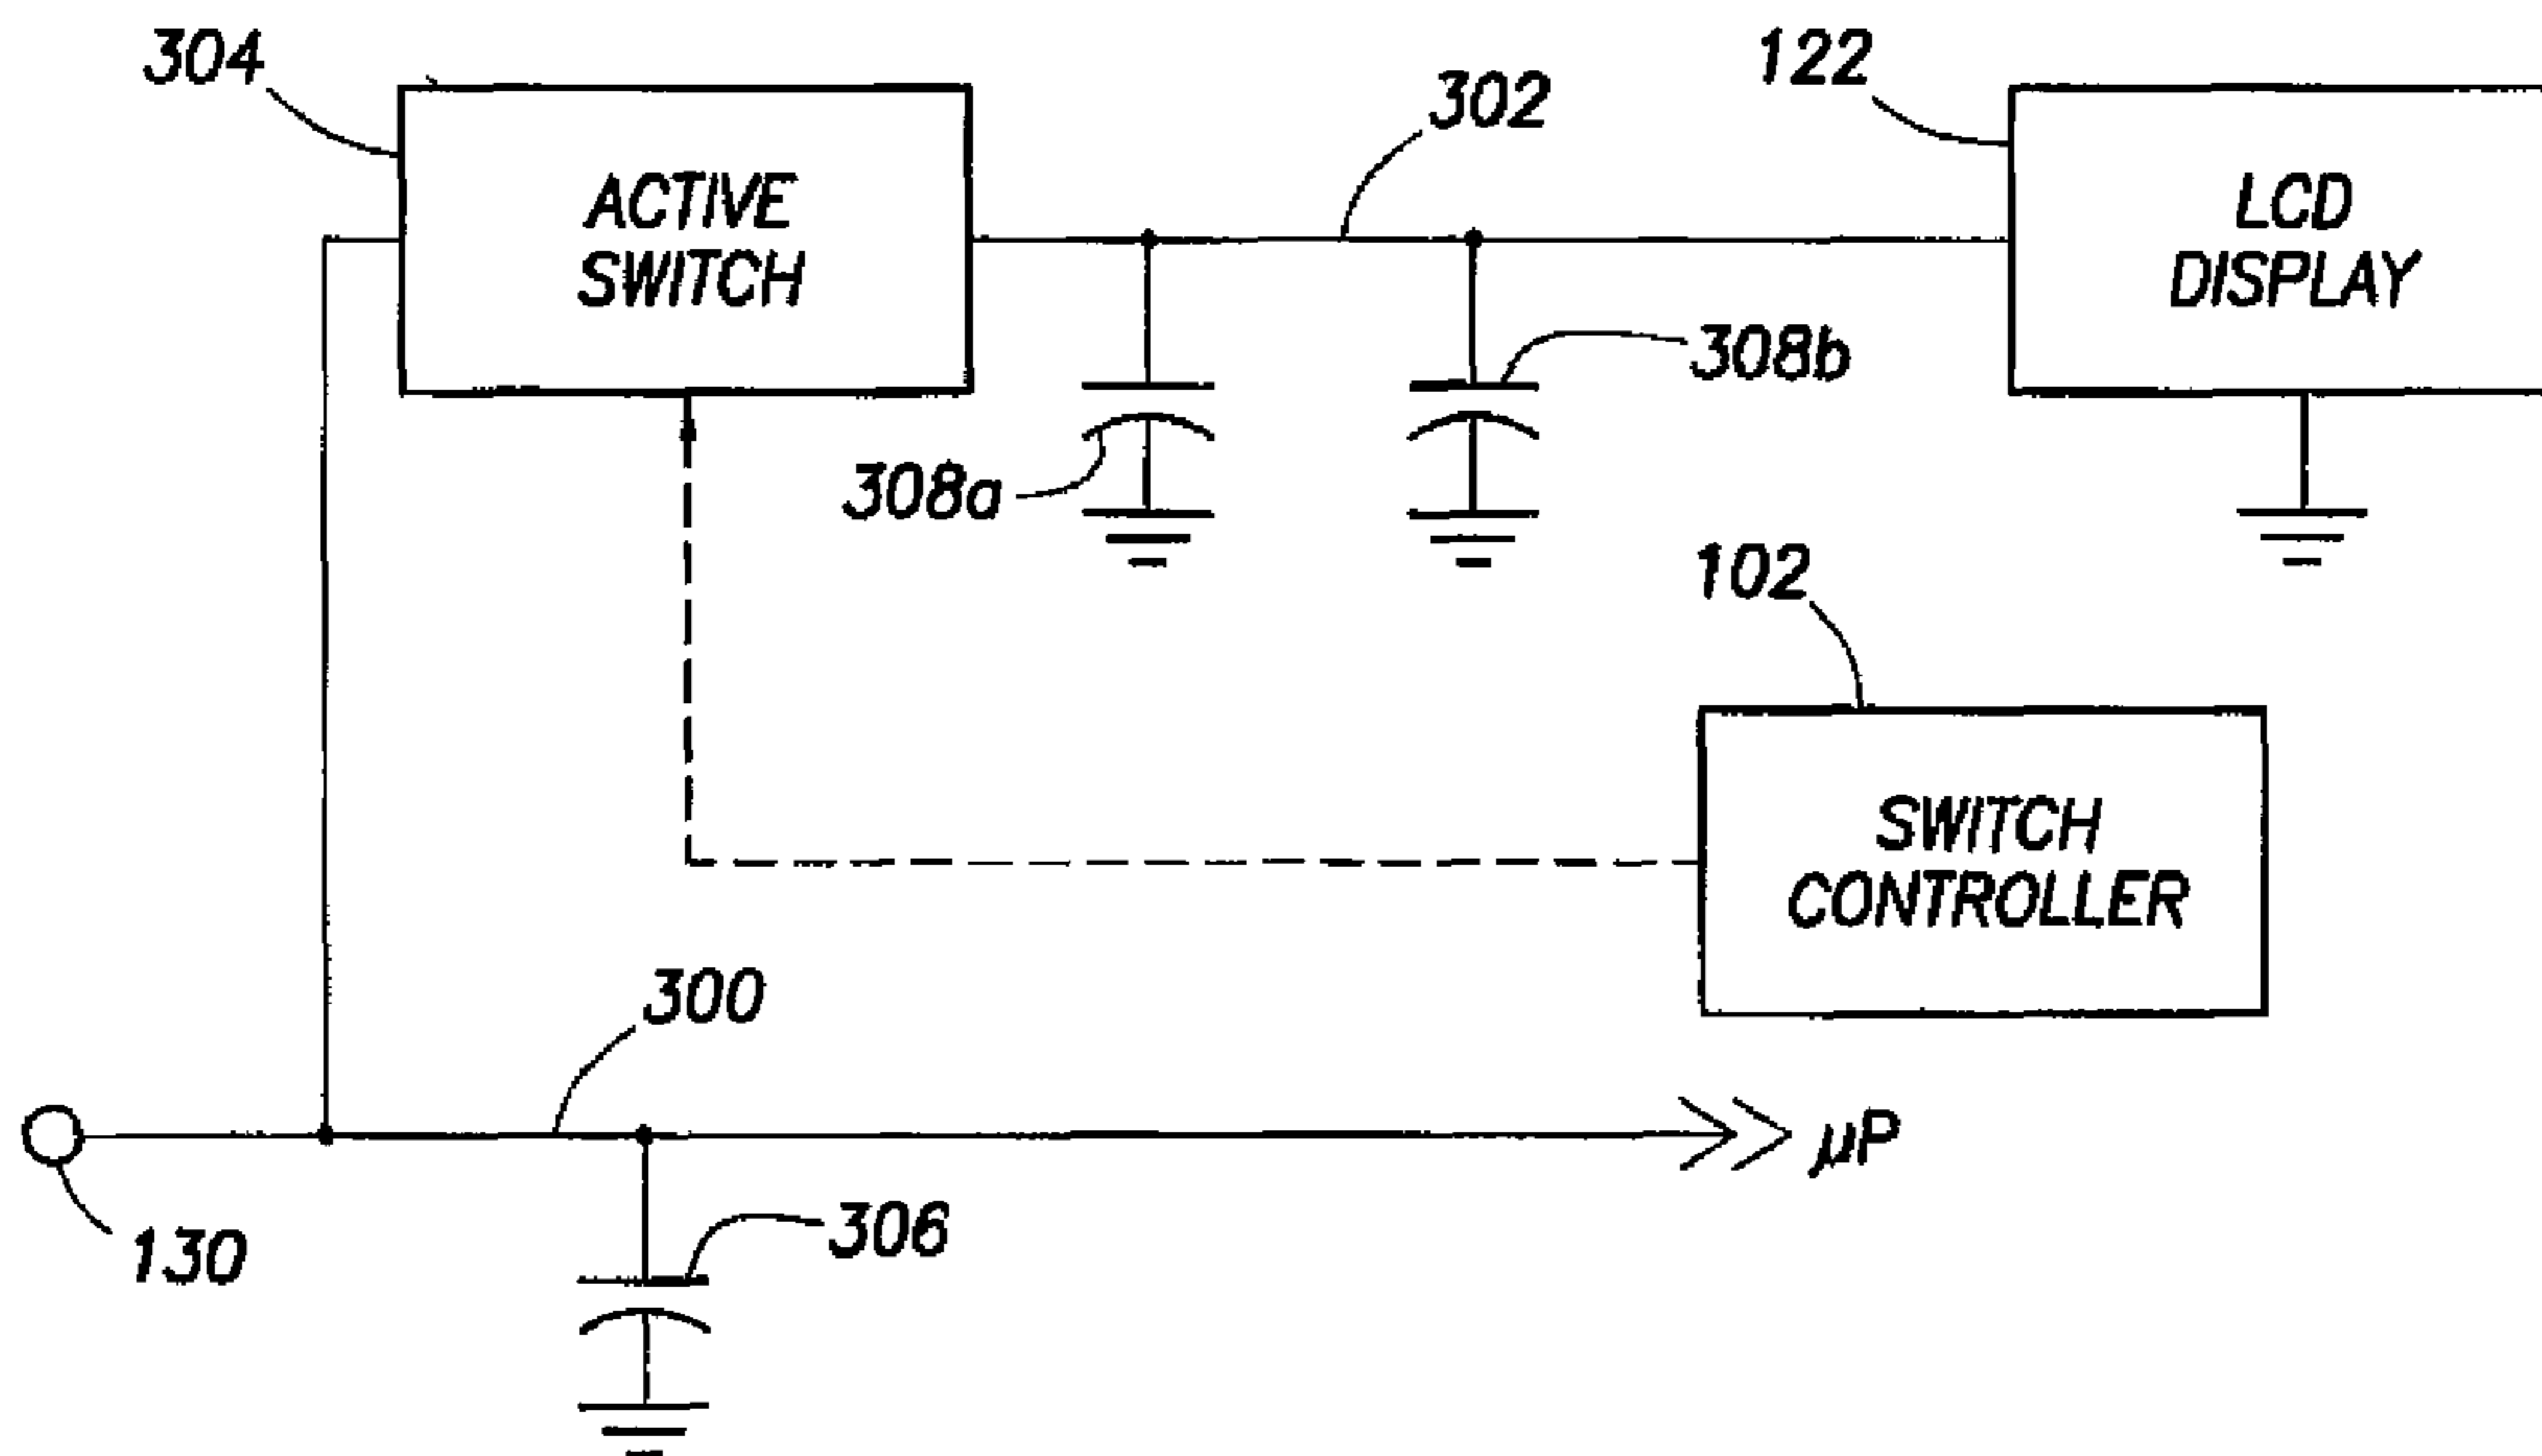 304
ACTIVE
SWITCH
302
122
LCD
DISPLAY
308a
308b
102
SWITCH
CONTROLLER
300
130
306
μP